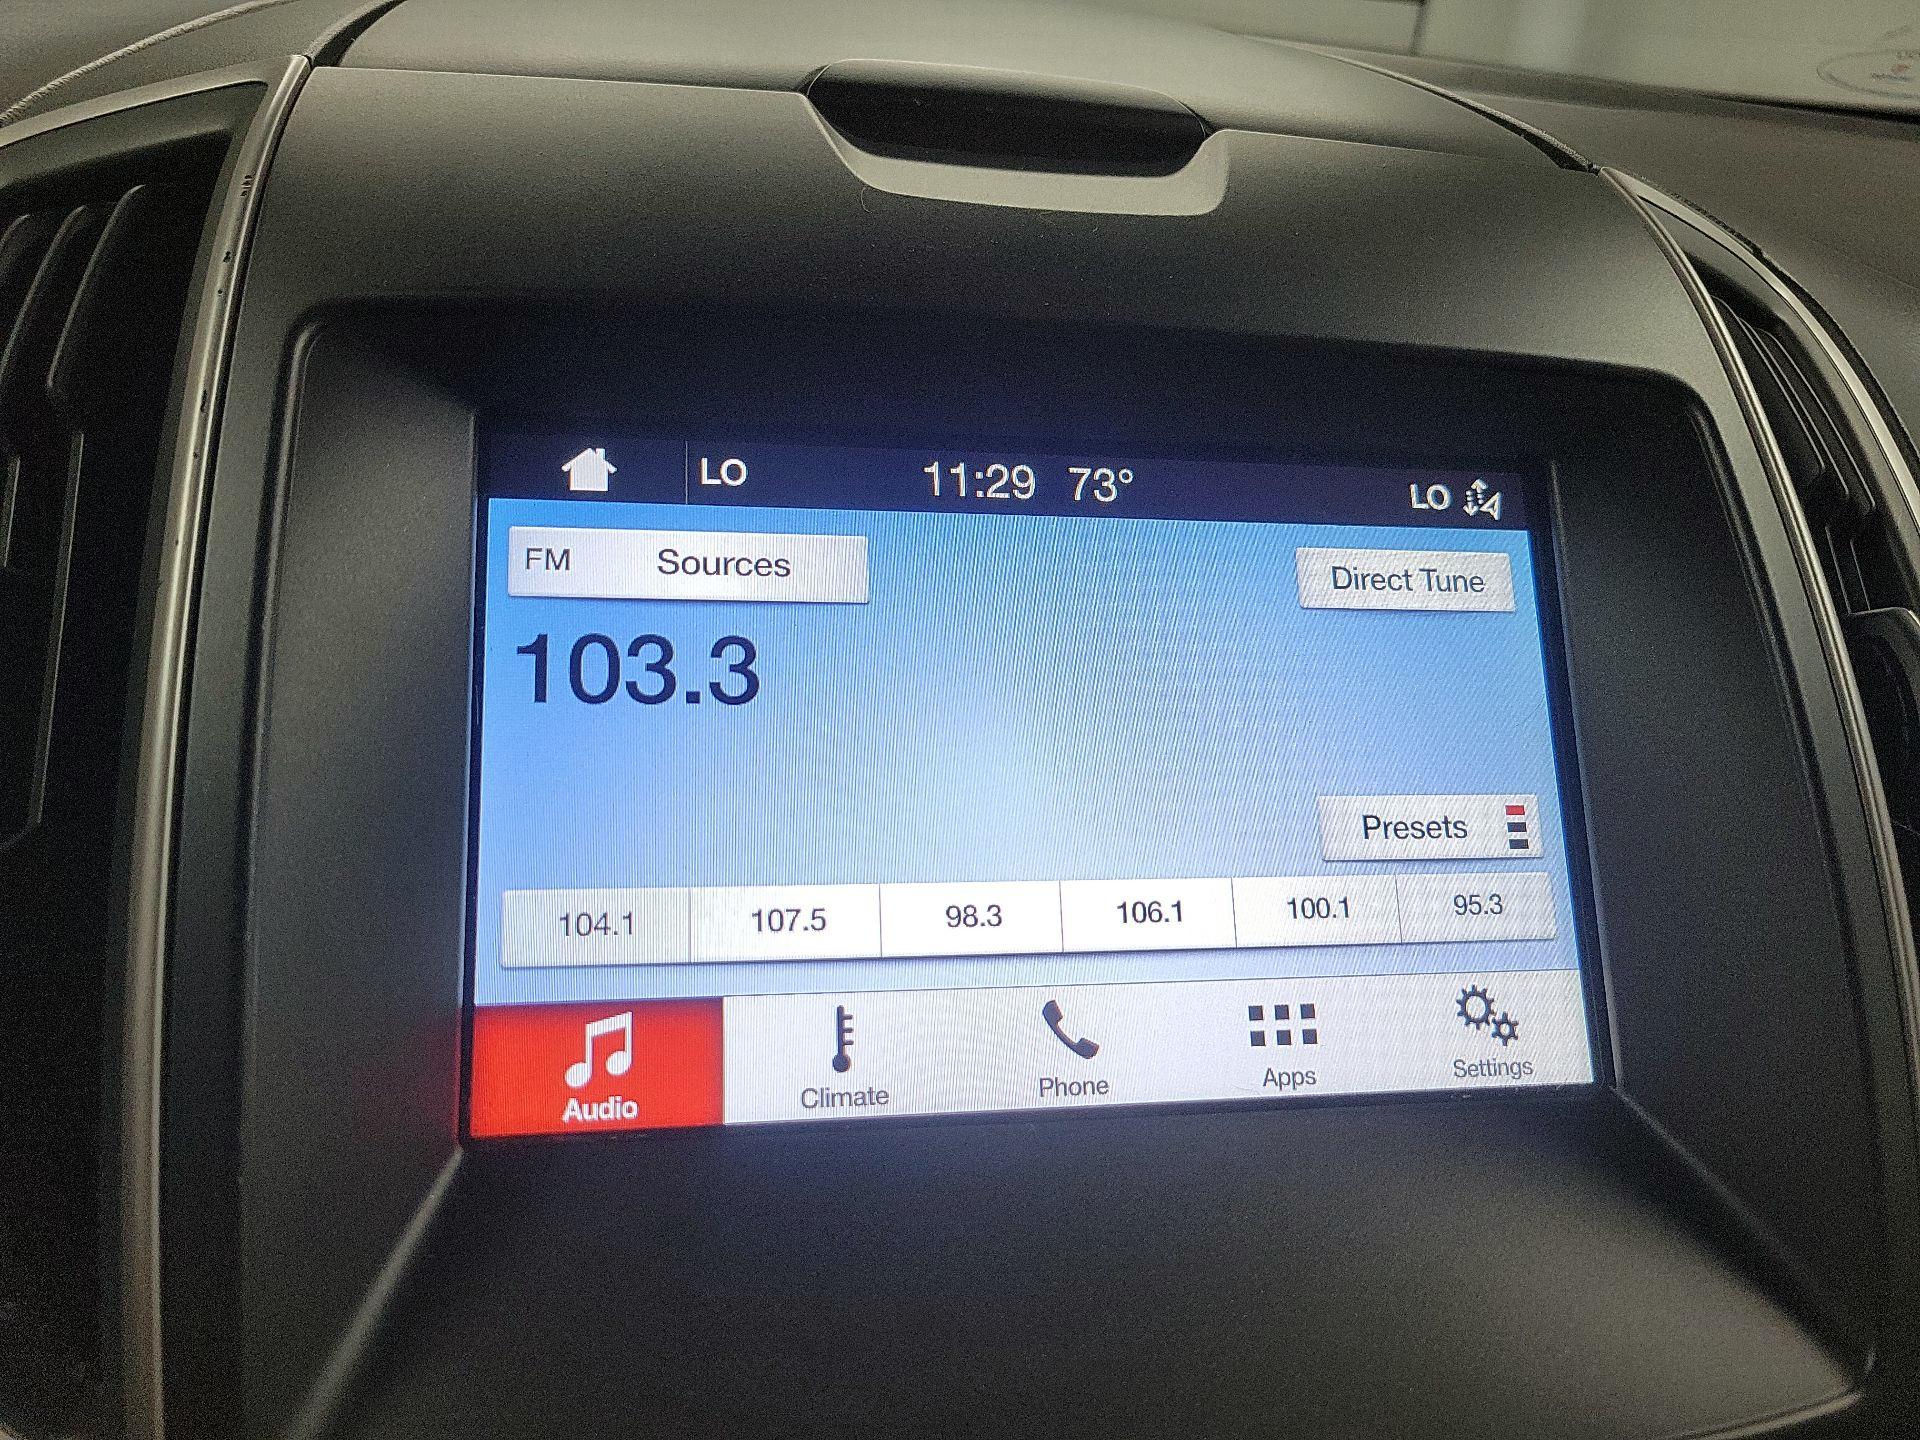 LO 11:29 73° LO
FM Sources Direct Tune
103.3
Presets
104.1 107.5 98.3 106.1 100.1 95.3
Audio Climate Phone Apps Settings